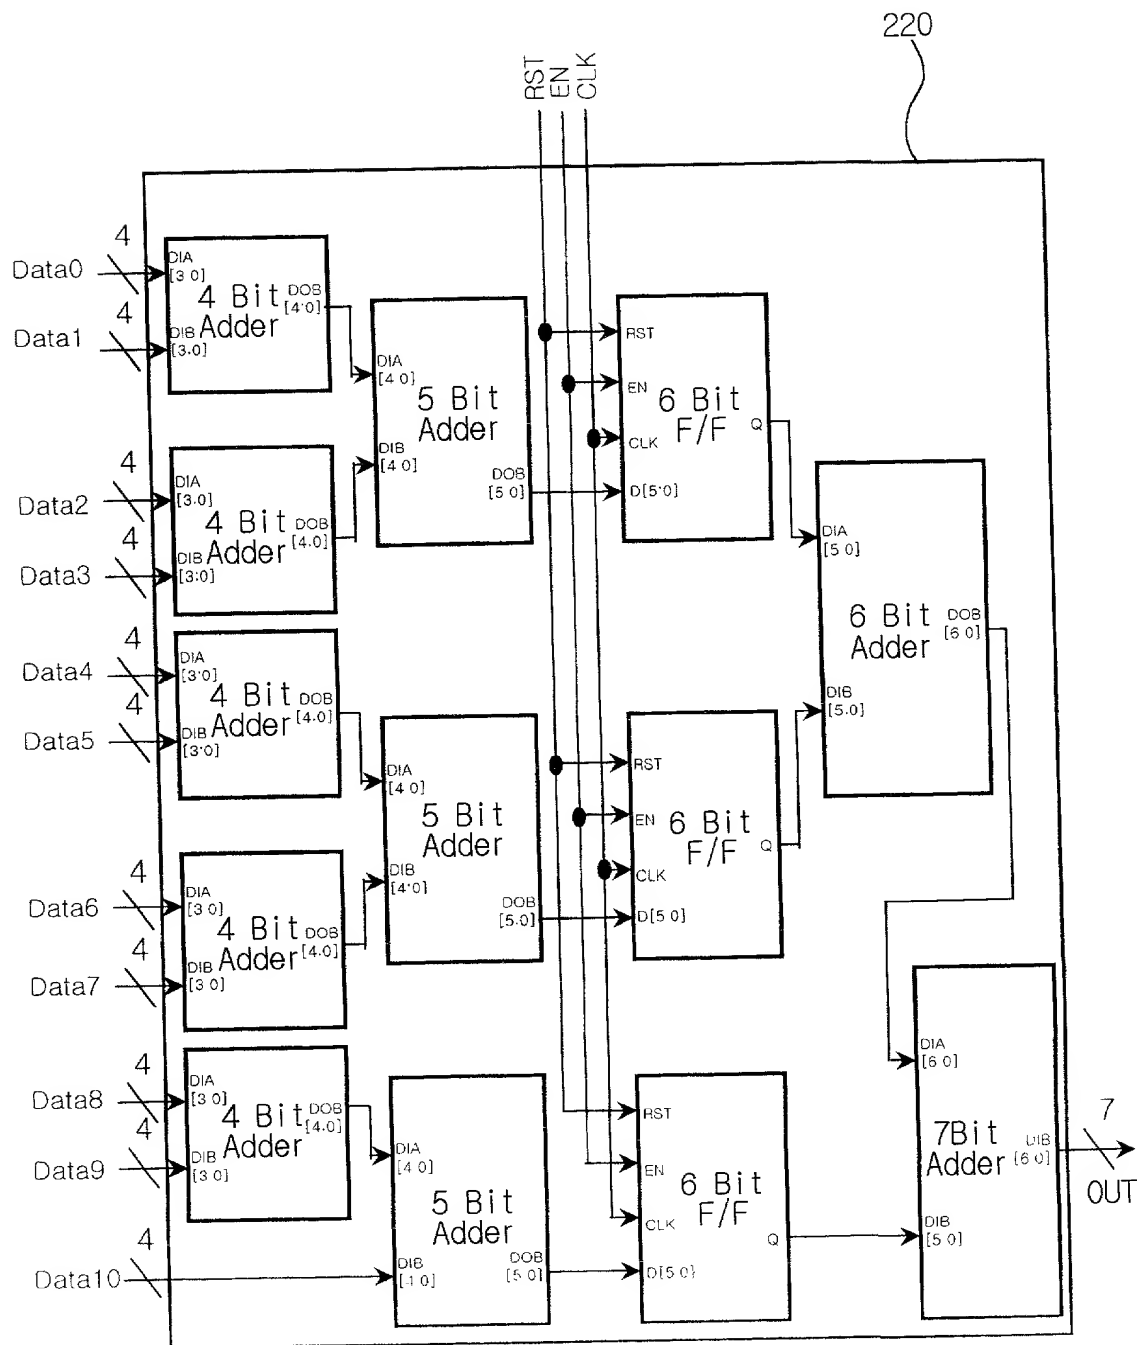 220
RST
EN
CLK
Data0
4
DIA
[3 0]
4 Bit
Adder
DOB
[4'0]
Data1
4
DIB
[3.0]
DIA
[4 0]
5 Bit
Adder
DIB
[4 0]
DOB
[5 0]
RST
EN
CLK
D[5'0]
6 Bit
F/F
Q
Data2
4
DIA
[3.0]
4 Bit
Adder
DOB
[4.0]
Data3
4
DIB
[3:0]
DIA
[5 0]
6 Bit
Adder
DOB
[6 0]
DIB
[5.0]
Data4
4
DIA
[3'0]
4 Bit
Adder
DOB
[4.0]
Data5
4
DIB
[3'0]
DIA
[4 0]
5 Bit
Adder
DIB
[4'0]
DOB
[5.0]
RST
EN
CLK
D[5 0]
6 Bit
F/F
Q
Data6
4
DIA
[3 0]
4 Bit
Adder
DOB
[4.0]
Data7
4
DIB
[3 0]
Data8
4
DIA
[3 0]
4 Bit
Adder
DOB
[4.0]
Data9
4
DIB
[3 0]
DIA
[4 0]
5 Bit
Adder
DIB
DOB
[5 0]
Data10
4
RST
EN
CLK
D[5 0]
6 Bit
F/F
Q
DIA
[6 0]
7Bit
Adder
DIB
[6 0]
DIB
[5 0]
7
OUT